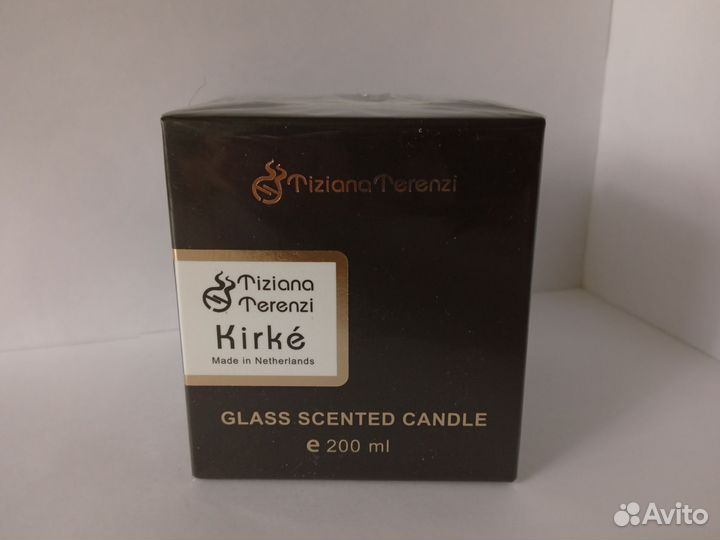 Tiziana Terenzi
Tiziana
Terenzi
Kirké
Made in Netherlands
GLASS SCENTED CANDLE
e 200 ml
Avito